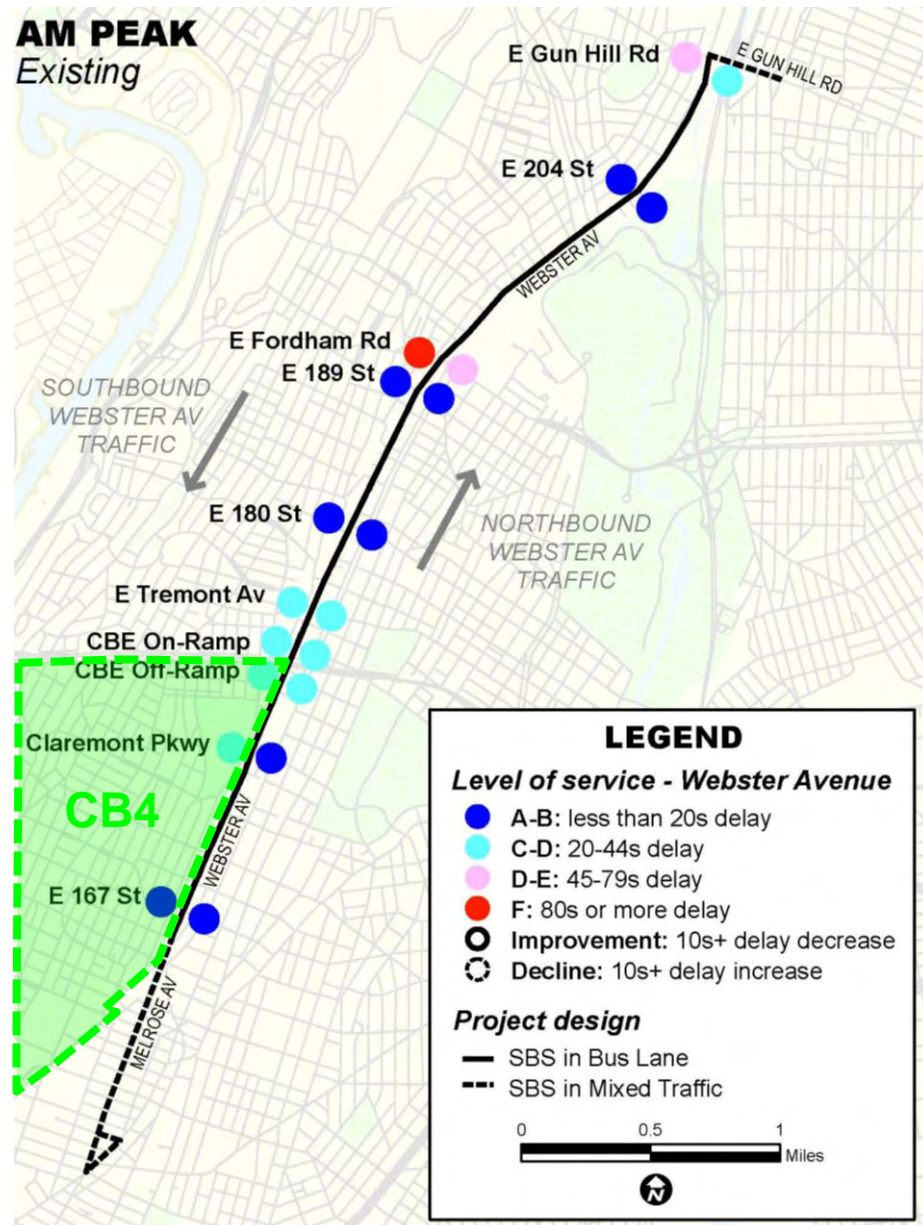 AM PEAK
Existing
E Gun Hill Rd
E GUN HILL RD
E 204 St
WEBSTER AV
E Fordham Rd
E 189 St
SOUTHBOUND
WEBSTER AV
TRAFFIC
E 180 St
NORTHBOUND
WEBSTER AV
TRAFFIC
E Tremont Av
CBE On-Ramp
CBE Off-Ramp
Claremont Pkwy
CB4
WEBSTER AV
E 167 St
MELROSE AV
LEGEND
Level of service - Webster Avenue
A-B: less than 20s delay
C-D: 20-44s delay
D-E: 45-79s delay
F: 80s or more delay
Improvement: 10s+ delay decrease
Decline: 10s+ delay increase
Project design
SBS in Bus Lane
SBS in Mixed Traffic
0 0.5 1
Miles
N